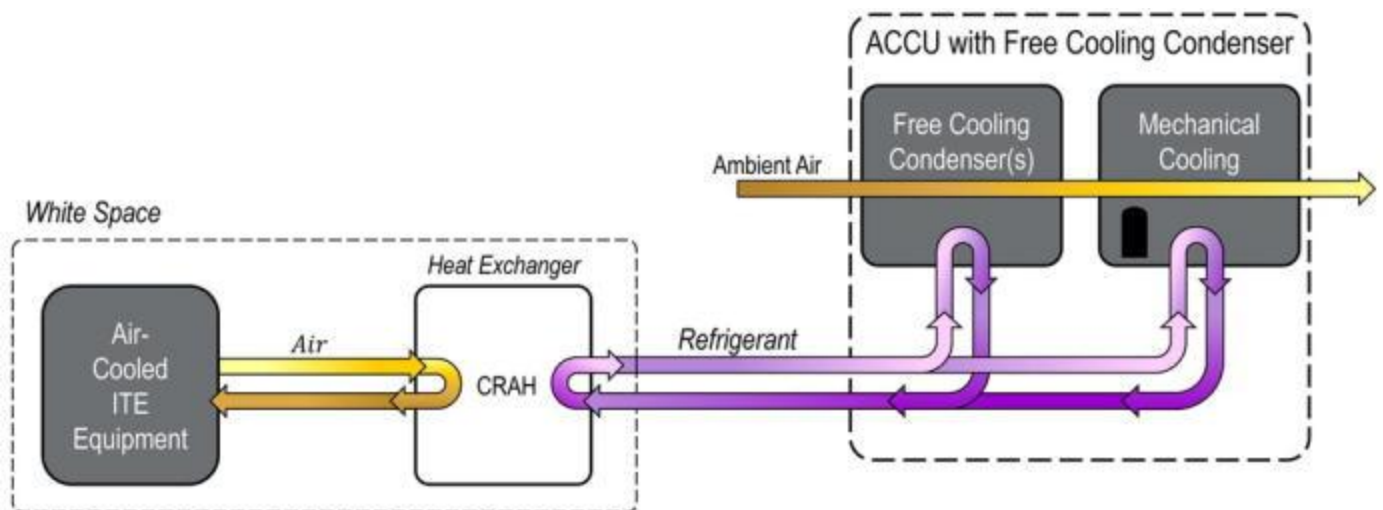 ACCU with Free Cooling Condenser
Free Cooling
Condenser(s)
Mechanical
Cooling
Ambient Air
White Space
Heat Exchanger
Air-
Cooled
ITE
Equipment
Air
CRAH
Refrigerant